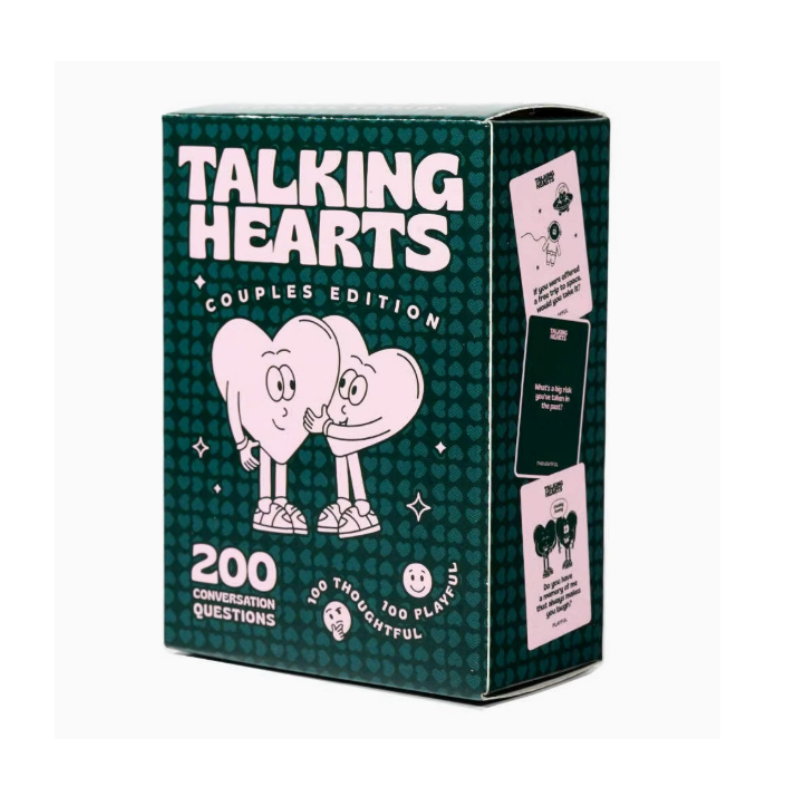 TALKING
HEARTS
COUPLES EDITION
200
CONVERSATION
QUESTIONS
100 THOUGHTFUL
100 PLAYFUL
TALKING
HEARTS
If you were offered
a free trip to space,
would you take it?
TALKING
HEARTS
What's a big risk
you've taken in
the past?
THOUGHTFUL
TALKING
HEARTS
Do you have
a memory of me
that always makes
you laugh?
PLAYFUL